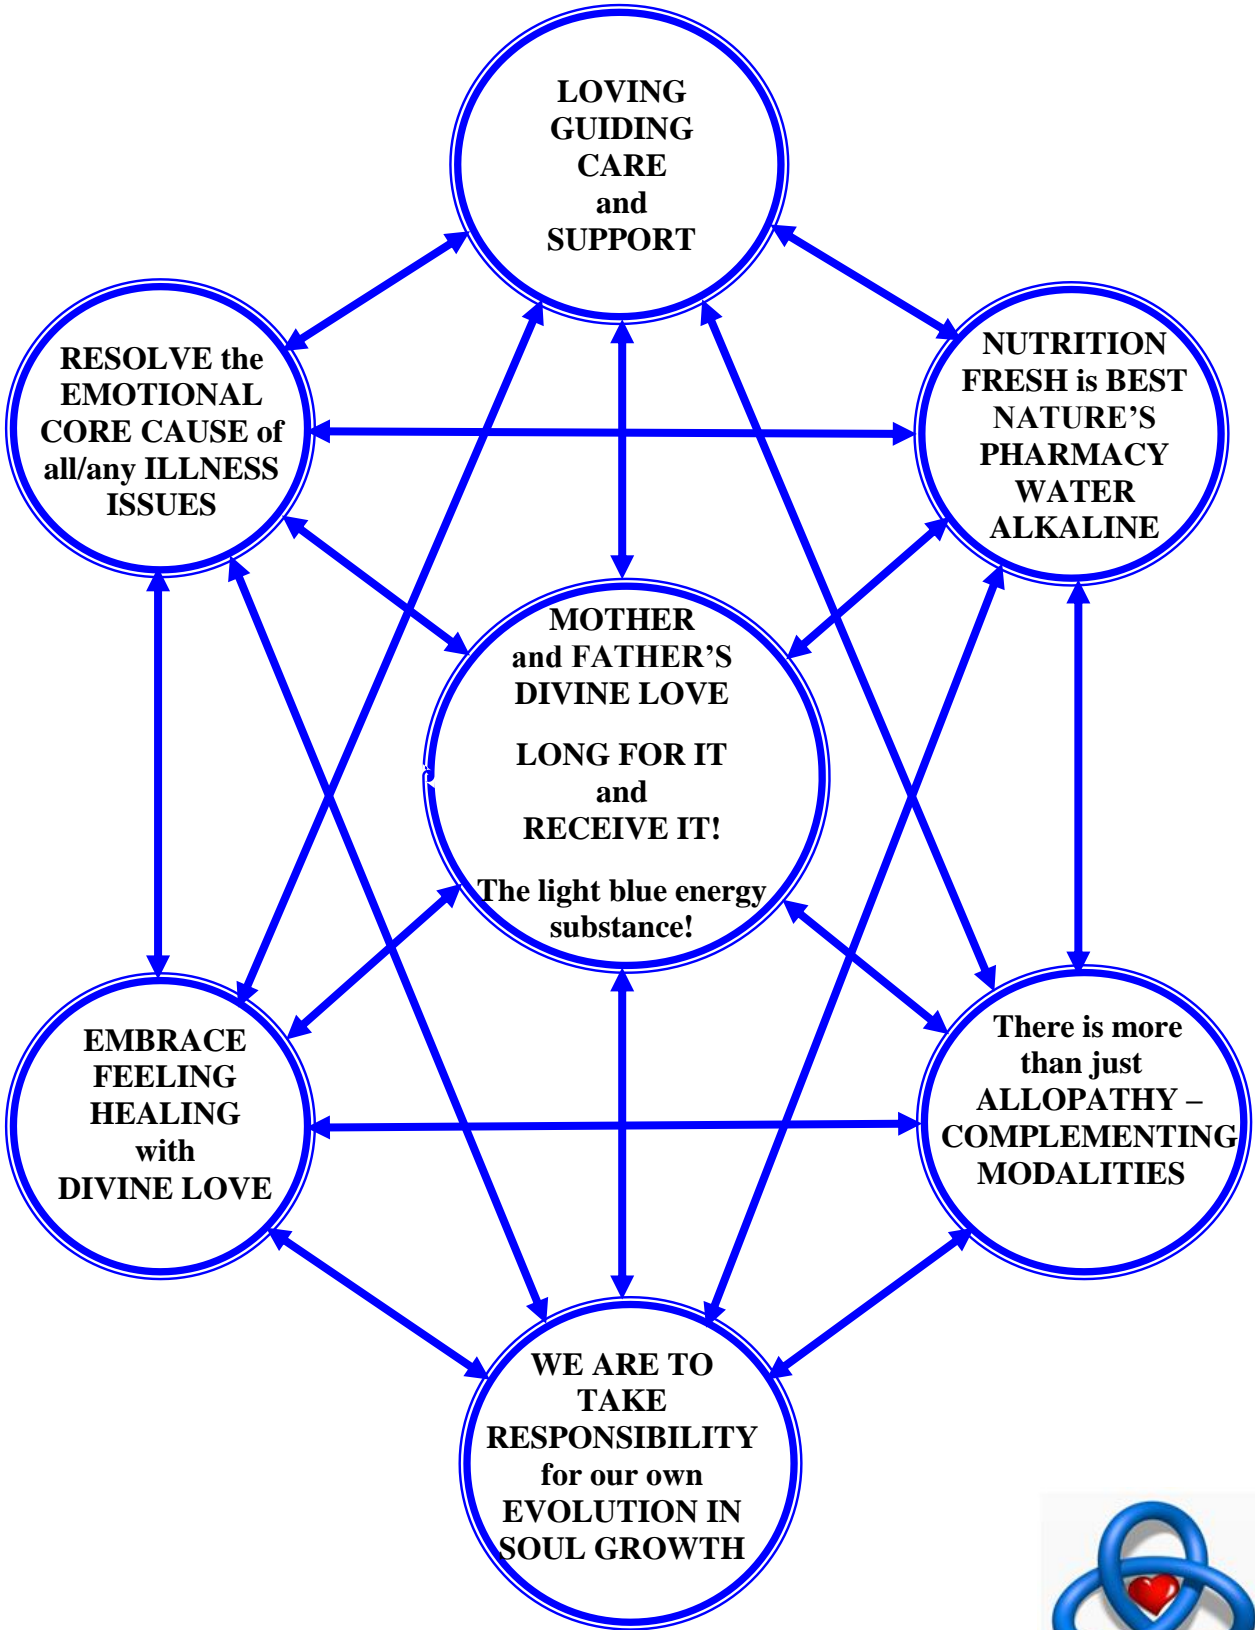 LOVING
GUIDING
CARE
and
SUPPORT
RESOLVE the
EMOTIONAL
CORE CAUSE of
all/any ILLNESS
ISSUES
NUTRITION
FRESH is BEST
NATURE’S
PHARMACY
WATER
ALKALINE
MOTHER
and FATHER’S
DIVINE LOVE
LONG FOR IT
and
RECEIVE IT!
The light blue energy
substance!
EMBRACE
FEELING
HEALING
with
DIVINE LOVE
There is more
than just
ALLOPATHY –
COMPLEMENTING
MODALITIES
WE ARE TO
TAKE
RESPONSIBILITY
for our own
EVOLUTION IN
SOUL GROWTH